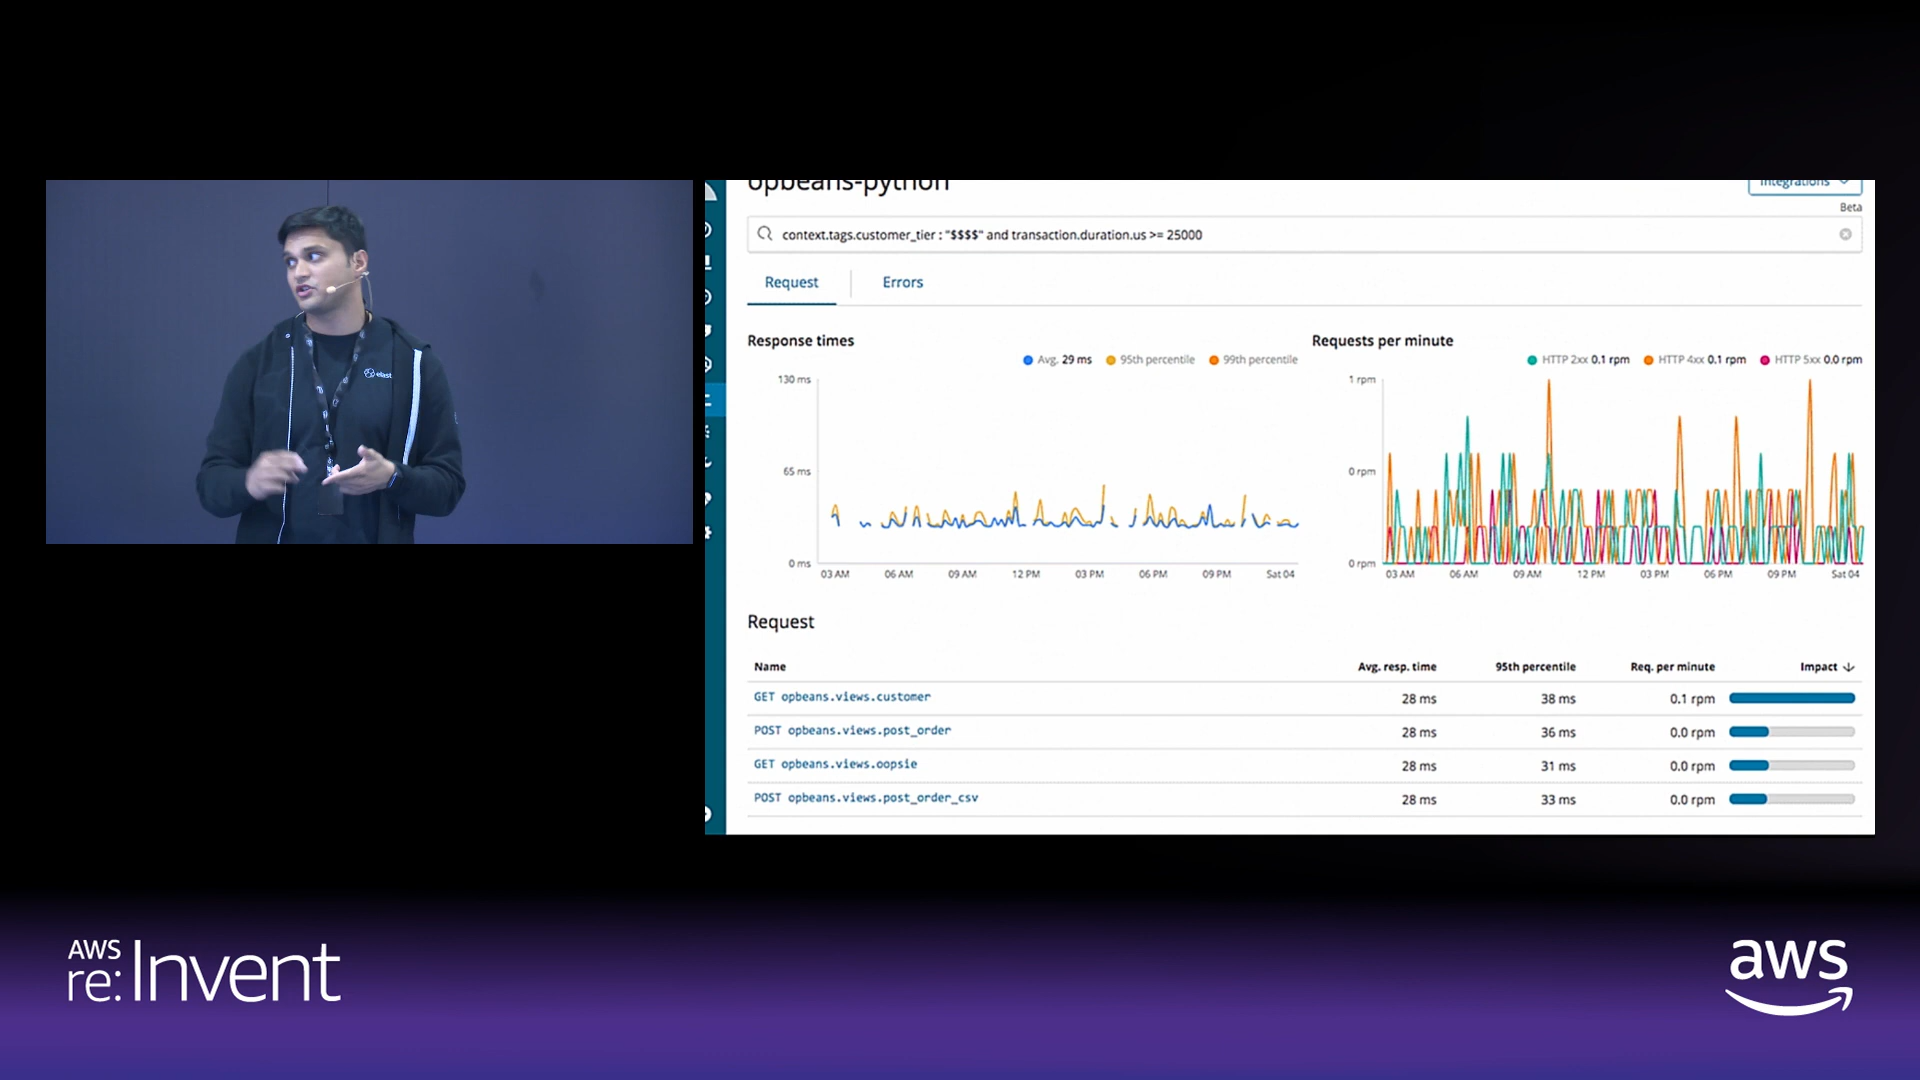 elastic
opbeans-python
Integrations
Beta
context.tags.customer_tier : "$$$$" and transaction.duration.us >= 25000
Request
Errors
Response times
Avg. 29 ms
95th percentile
99th percentile
130 ms
65 ms
0 ms
03 AM
06 AM
09 AM
12 PM
03 PM
06 PM
09 PM
Sat 04
Requests per minute
HTTP 2xx 0.1 rpm
HTTP 4xx 0.1 rpm
HTTP 5xx 0.0 rpm
1 rpm
0 rpm
0 rpm
03 AM
06 AM
09 AM
12 PM
03 PM
06 PM
09 PM
Sat 04
Request
Name Avg. resp. time 95th percentile Req. per minute Impact
GET opbeans.views.customer 28 ms 38 ms 0.1 rpm
POST opbeans.views.post_order 28 ms 36 ms 0.0 rpm
GET opbeans.views.oopsie 28 ms 31 ms 0.0 rpm
POST opbeans.views.post_order_csv 28 ms 33 ms 0.0 rpm
AWS
re:Invent
aws